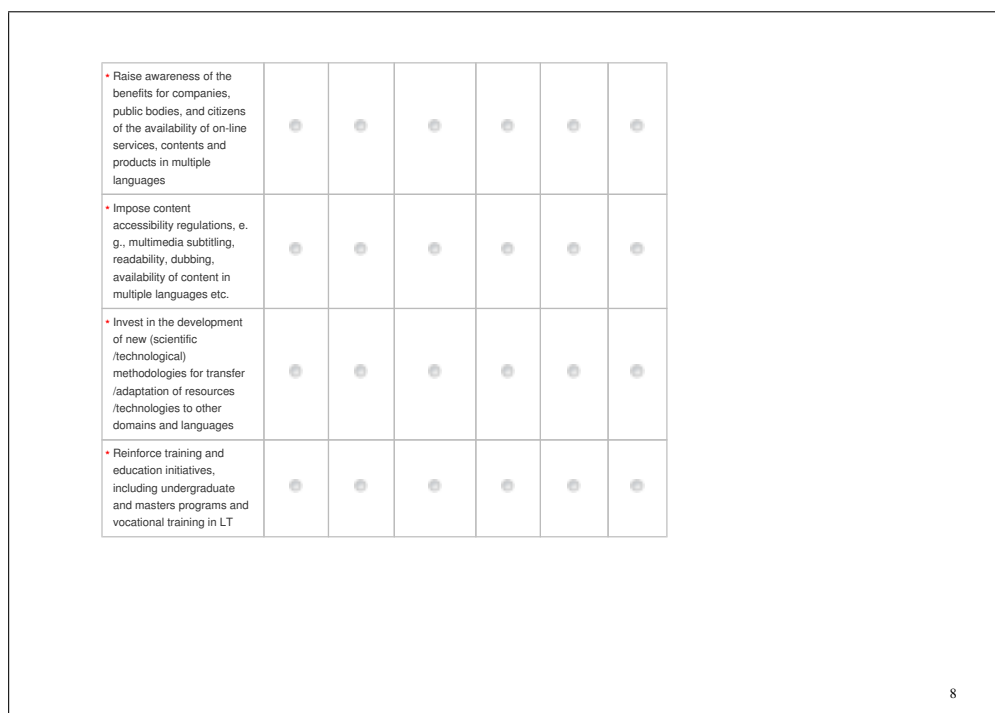 * Raise awareness of the
benefits for companies,
public bodies, and citizens
of the availability of on-line
services, contents and
products in multiple
languages
* Impose content
accessibility regulations, e.
g., multimedia subtitling,
readability, dubbing,
availability of content in
multiple languages etc.
* Invest in the development
of new (scientific
/technological)
methodologies for transfer
/adaptation of resources
/technologies to other
domains and languages
* Reinforce training and
education initiatives,
including undergraduate
and masters programs and
vocational training in LT
8